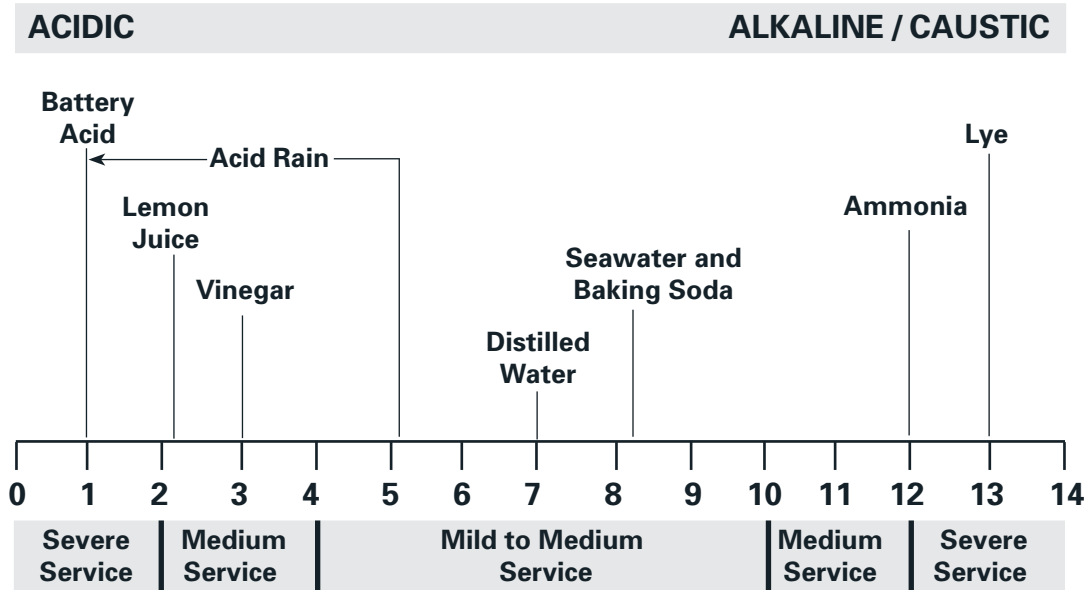 ACIDIC
ALKALINE / CAUSTIC
Battery
Acid
Acid Rain
Lye
Lemon
Juice
Ammonia
Vinegar
Seawater and
Baking Soda
Distilled
Water
0 1 2 3 4 5 6 7 8 9 10 11 12 13 14
Severe
Service
Medium
Service
Mild to Medium
Service
Medium
Service
Severe
Service